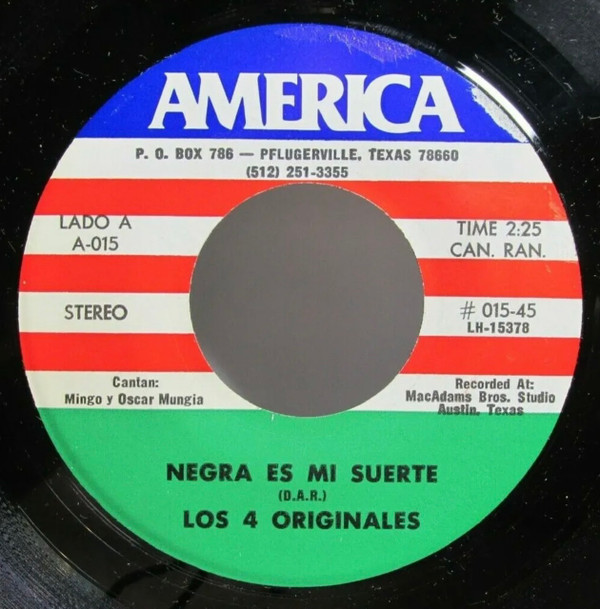 AMERICA
P. O. BOX 786 — PFLUGERVILLE, TEXAS 78660
(512) 251-3355
LADO A
A-015
TIME 2:25
CAN. RAN.
STEREO
# 015-45
LH-15378
Cantan:
Mingo y Oscar Mungia
Recorded At:
MacAdams Bros. Studio
Austin, Texas
NEGRA ES MI SUERTE
(D.A.R.)
LOS 4 ORIGINALES